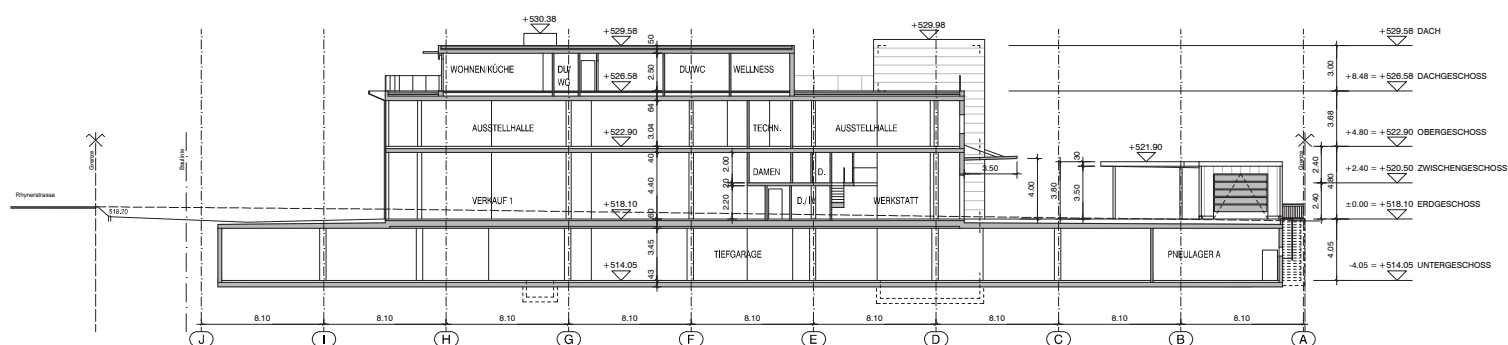 +530.38
+529.58
+529.98
+529.58 DACH
50
WOHNEN/KÜCHE
DU/
WC
2.50
DU/WC
WELLNESS
3.00
+526.58
+8.48 = +526.58 DACHGESCHOSS
64
AUSSTELLHALLE
3.04
TECHN.
AUSSTELLHALLE
3.68
+522.90
+4.80 = +522.90 OBERGESCHOSS
Grenze
Baulinie
40
2.00
DAMEN
D.
+521.90
30
Grenze
2.40
+2.40 = +520.50 ZWISCHENGESCHOSS
3.50
4.00
3.80
3.50
4.80
Rhynerstrasse
518.20
4.40
20
VERKAUF 1
2.20
WERKSTATT
2.40
+518.10
±0.00 = +518.10 ERDGESCHOSS
60
3.45
TIEFGARAGE
PNEULAGER A
4.05
+514.05
43
-4.05 = +514.05 UNTERGESCHOSS
8.10 8.10 8.10 8.10 8.10 8.10 8.10 8.10 8.10
J I H G F E D C B A